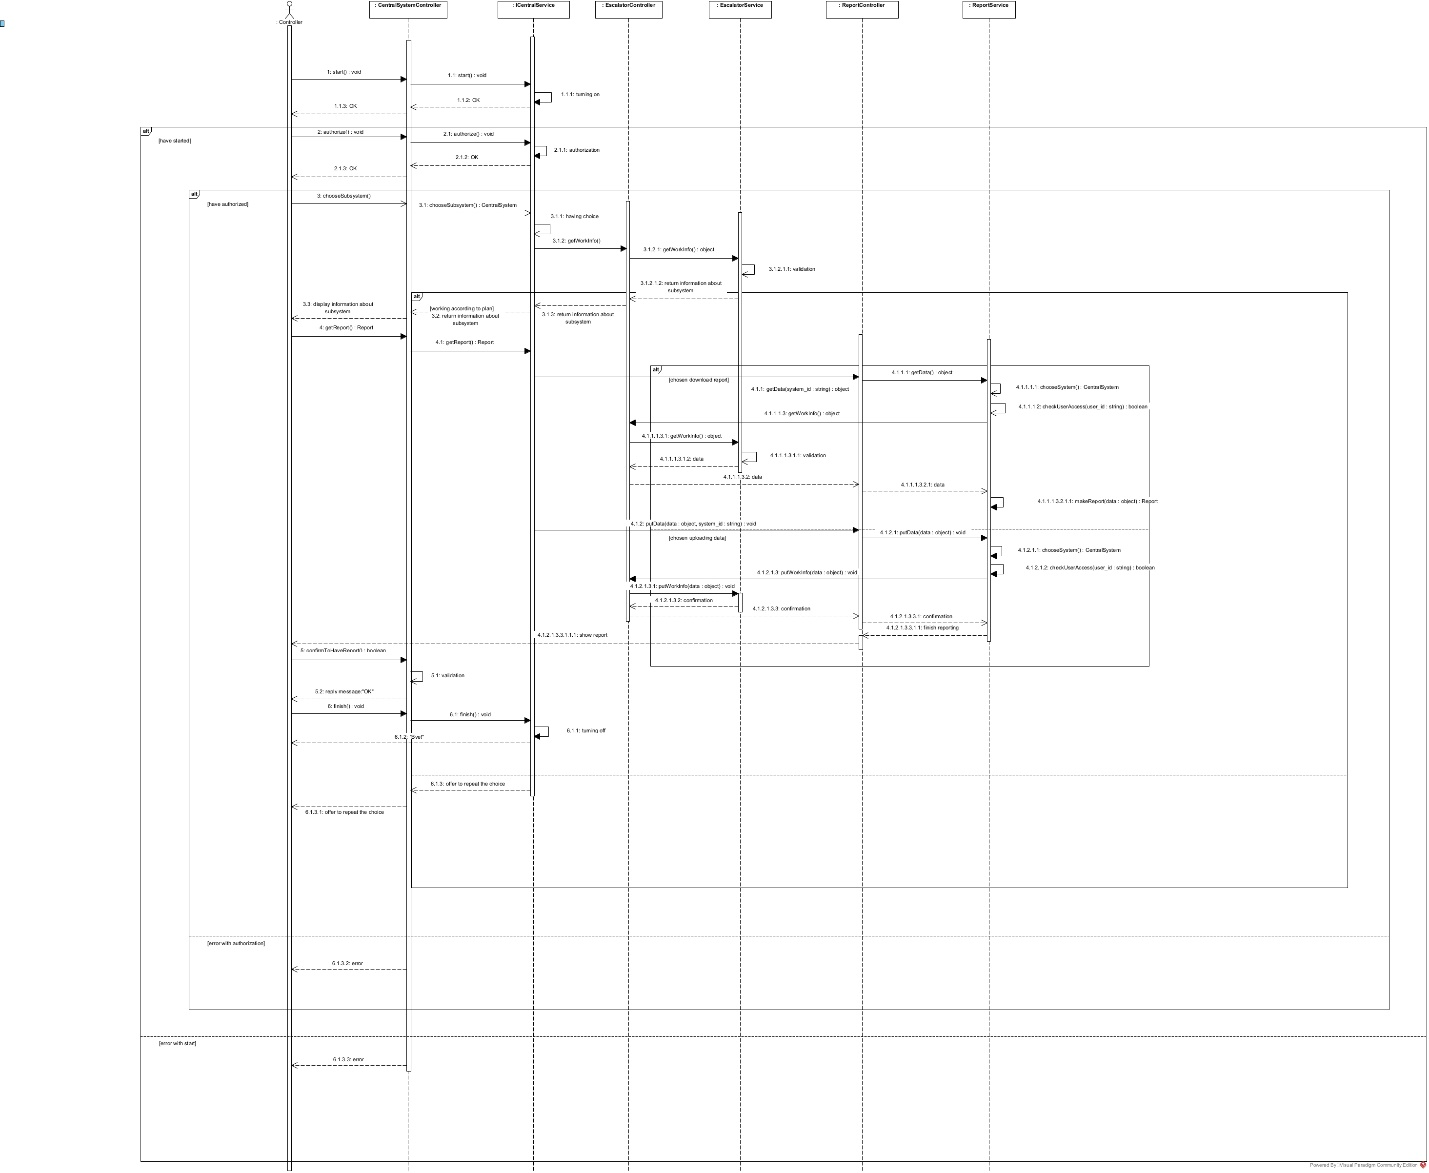 : Controller
: CentralSystemController
: ICentralService
: EscalatorController
: EscalatorService
: ReportController
: ReportService
1: start() : void
1.1: start() : void
1.1.1: turning on
1.1.2: OK
1.1.3: OK
alt
[have started]
2: authorize() : void
2.1: authorize() : void
2.1.1: authorization
2.1.2: OK
2.1.3: OK
alt
[have authorized]
3: chooseSubsystem()
3.1: chooseSubsystem() : CentralSystem
3.1.1: having choice
3.1.2: getWorkInfo()
3.1.2.1: getWorkInfo() : object
3.1.2.1.1: validation
3.1.2.1.2: return information about
subsystem
alt
[working according to plan]
3.2: return information about
subsystem
3.1.3: return information about
subsystem
3.3: display information about
subsystem
4: getReport() : Report
4.1: getReport() : Report
alt
[chosen download report]
4.1.1: getData(system_id : string) : object
4.1.1.1: getData() : object
4.1.1.1.1: chooseSystem() : CentralSystem
4.1.1.1.2: checkUserAccess(user_id : string) : boolean
4.1.1.1.3: getWorkInfo() : object
4.1.1.1.3.1: getWorkInfo() : object
4.1.1.1.3.1.1: validation
4.1.1.1.3.1.2: data
4.1.1.1.3.2: data
4.1.1.1.3.2.1: data
4.1.1.1.3.2.1.1: makeReport(data : object) : Report
4.1.2: putData(data : object, system_id : string) : void
[chosen uploading data]
4.1.2.1: putData(data : object) : void
4.1.2.1.1: chooseSystem() : CentralSystem
4.1.2.1.2: checkUserAccess(user_id : string) : boolean
4.1.2.1.3: putWorkInfo(data : object) : void
4.1.2.1.3.1: putWorkInfo(data : object) : void
4.1.2.1.3.2: confirmation
4.1.2.1.3.3: confirmation
4.1.2.1.3.3.1: confirmation
4.1.2.1.3.3.1.1: finish reporting
4.1.2.1.3.3.1.1.1: show report
5: confirmToHaveReport() : boolean
5.1: validation
5.2: reply message:"OK"
6: finish() : void
6.1: finish() : void
6.1.1: turning off
6.1.2:
6.1.3: offer to repeat the choice
6.1.3.1: offer to repeat the choice
[error with authorization]
6.1.3.2: error
[error with start]
6.1.3.3: error
Powered By Visual Paradigm Community Edition